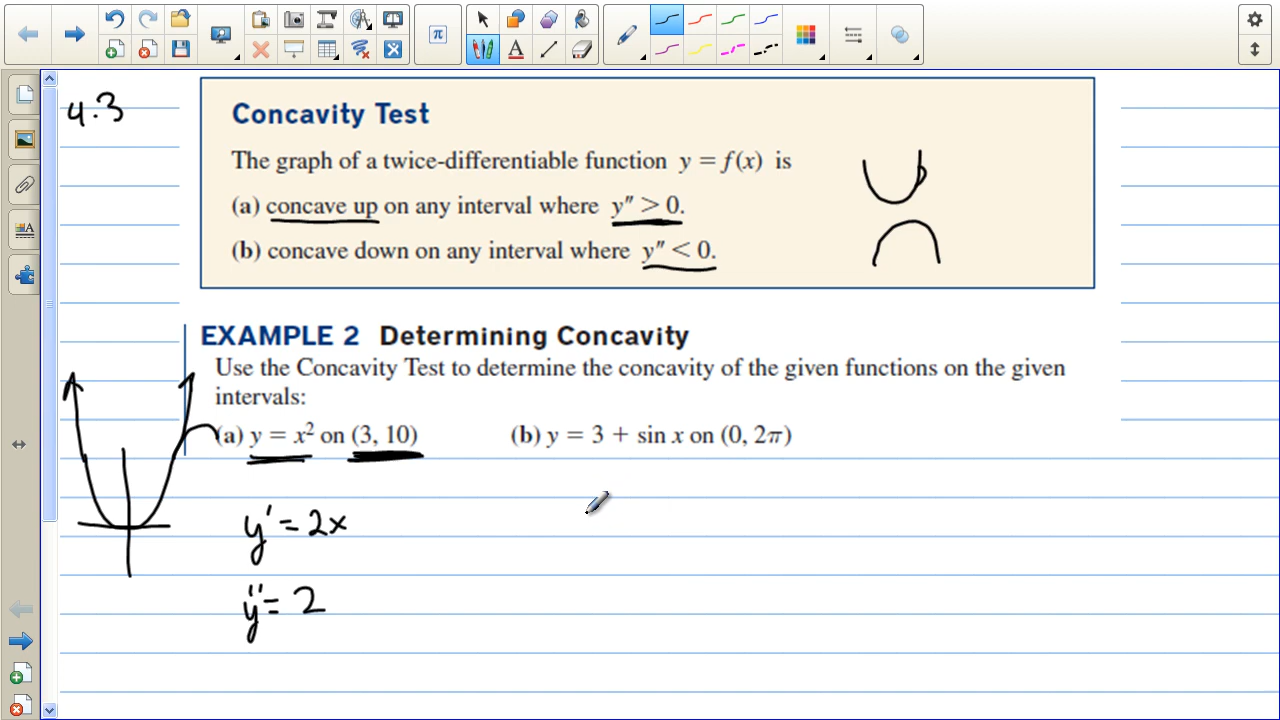 4.3
Concavity Test
The graph of a twice-differentiable function y = f(x) is
(a) concave up on any interval where y″ > 0.
(b) concave down on any interval where y″ < 0.
EXAMPLE 2 Determining Concavity
Use the Concavity Test to determine the concavity of the given functions on the given
intervals:
(a) y = x² on (3, 10) (b) y = 3 + sin x on (0, 2π)
y' = 2x
y'' = 2